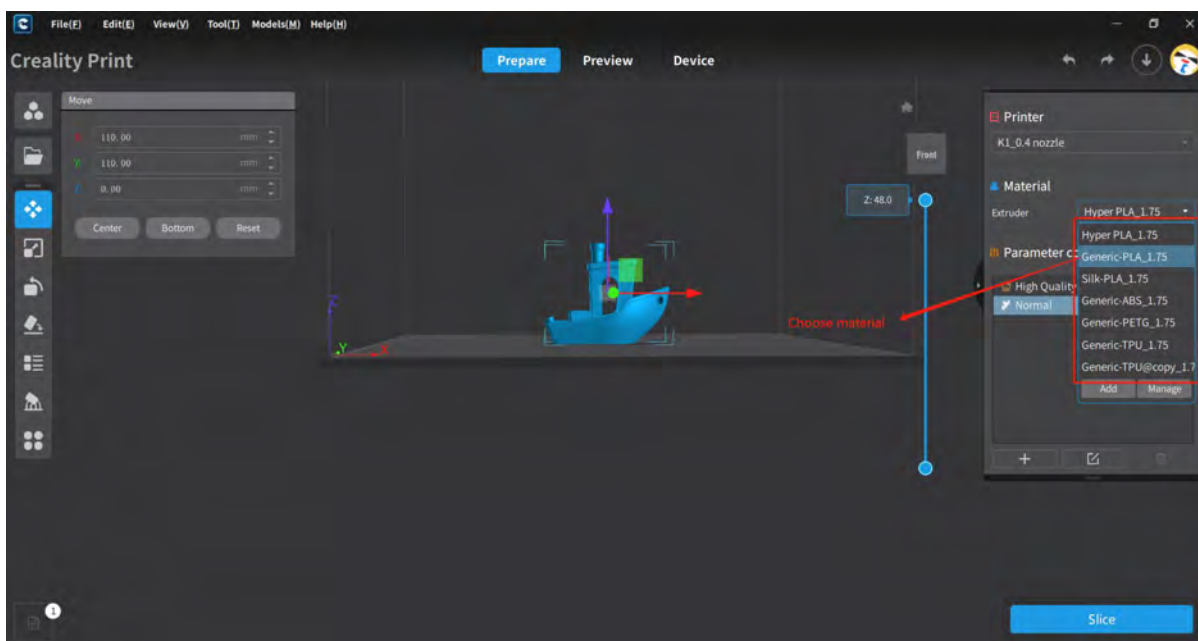 File(F) Edit(E) View(V) Tool(T) Models(M) Help(H)
Creality Print
Prepare Preview Device
Move
X: 110.00 mm
Y: 110.00 mm
Z: 0.00 mm
Center Bottom Reset
Front
Z: 48.0
Z
Y
X
Choose material
Printer
K1_0.4 nozzle
Material
Extruder Hyper PLA_1.75
Hyper PLA_1.75
Parameter co
Generic-PLA_1.75
Silk-PLA_1.75
High Quality
Generic-ABS_1.75
Normal
Generic-PETG_1.75
Generic-TPU_1.75
Generic-TPU@copy_1.7
Add Manage
Slice
1